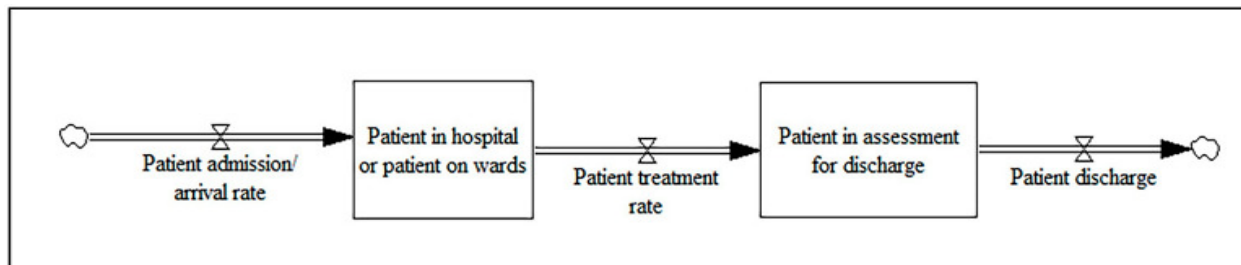 Patient admission/
arrival rate
Patient in hospital
or patient on wards
Patient treatment
rate
Patient in assessment
for discharge
Patient discharge